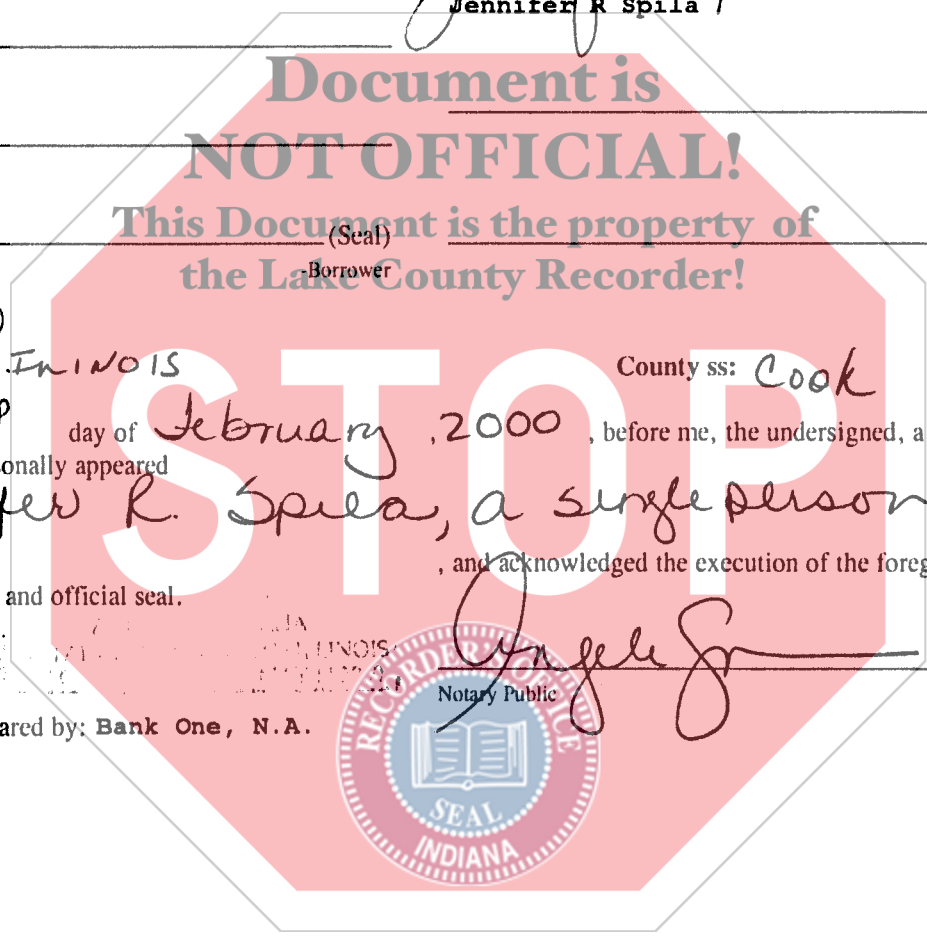 Jennifer R Spila
Document is
NOT OFFICIAL!
This Document is the property of
(Seal)
the Lake County Recorder!
-Borrower
ILLINOIS County ss: Cook
day of February , 2000 , before me, the undersigned, a
onally appeared
fer R. Spila, a single person
, and acknowledged the execution of the foreg
and official seal.
STOP
ILLINOIS
Notary Public
ared by: Bank One, N.A.
RECORDER'S OFFICE
SEAL
INDIANA